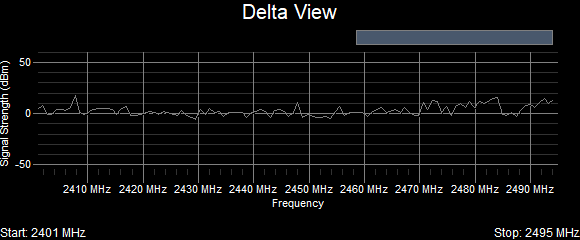 Delta View
Signal Strength (dBm)
50
0
-50
2410 MHz 2420 MHz 2430 MHz 2440 MHz 2450 MHz 2460 MHz 2470 MHz 2480 MHz 2490 MHz
Frequency
Start: 2401 MHz Stop: 2495 MHz